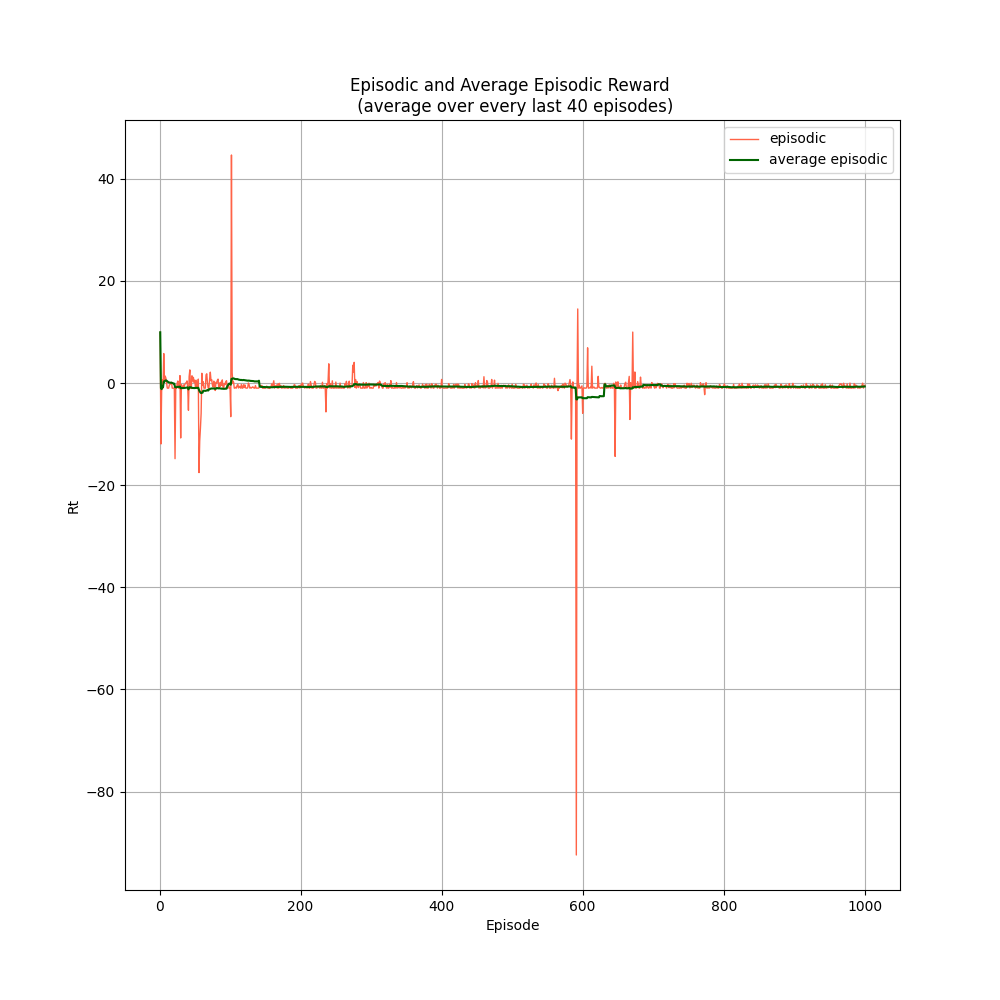 Episodic and Average Episodic Reward
(average over every last 40 episodes)
episodic
average episodic
40
20
0
−20
−40
−60
−80
Rt
0
200
400
600
800
1000
Episode